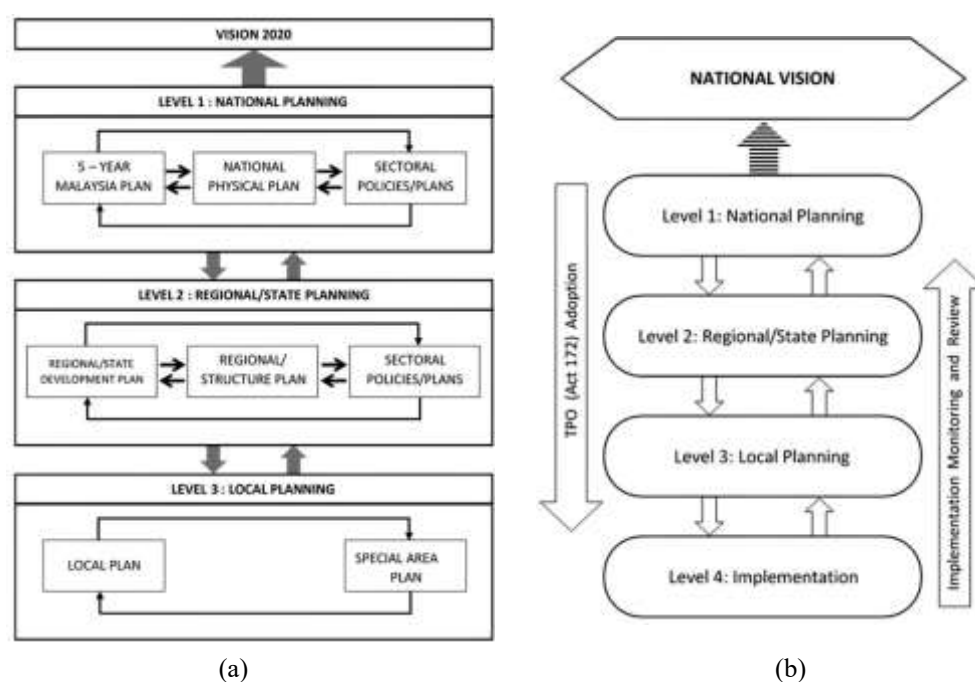 VISION 2020
LEVEL 1 : NATIONAL PLANNING
5 – YEAR
MALAYSIA PLAN
NATIONAL
PHYSICAL PLAN
SECTORAL
POLICIES/PLANS
LEVEL 2 : REGIONAL/STATE PLANNING
REGIONAL/STATE
DEVELOPMENT PLAN
REGIONAL/
STRUCTURE PLAN
SECTORAL
POLICIES/PLANS
LEVEL 3 : LOCAL PLANNING
LOCAL PLAN
SPECIAL AREA
PLAN
(a)
NATIONAL VISION
Level 1: National Planning
Level 2: Regional/State Planning
Level 3: Local Planning
Level 4: Implementation
TPO (Act 172) Adoption
Implementation Monitoring and Review
(b)